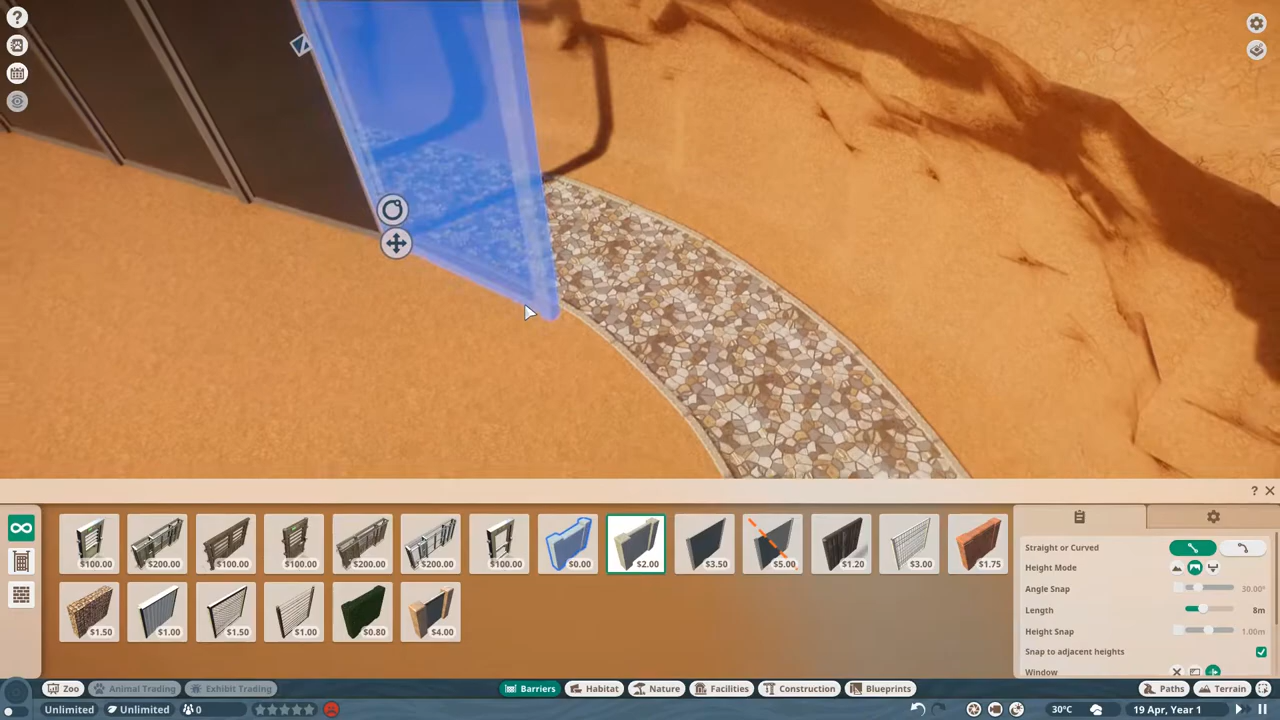 ?
?
$100.00
$200.00
$100.00
$100.00
$200.00
$200.00
$100.00
$0.00
$2.00
$3.50
$5.00
$1.20
$3.00
$1.75
$1.50
$1.00
$1.50
$1.00
$0.80
$4.00
Straight or Curved
Height Mode
Angle Snap 30.00°
Length 8m
Height Snap 1.00m
Snap to adjacent heights
Window
Zoo Animal Trading Exhibit Trading Barriers Habitat Nature Facilities Construction Blueprints Paths Terrain
Unlimited Unlimited 0 30°C 19 Apr, Year 1